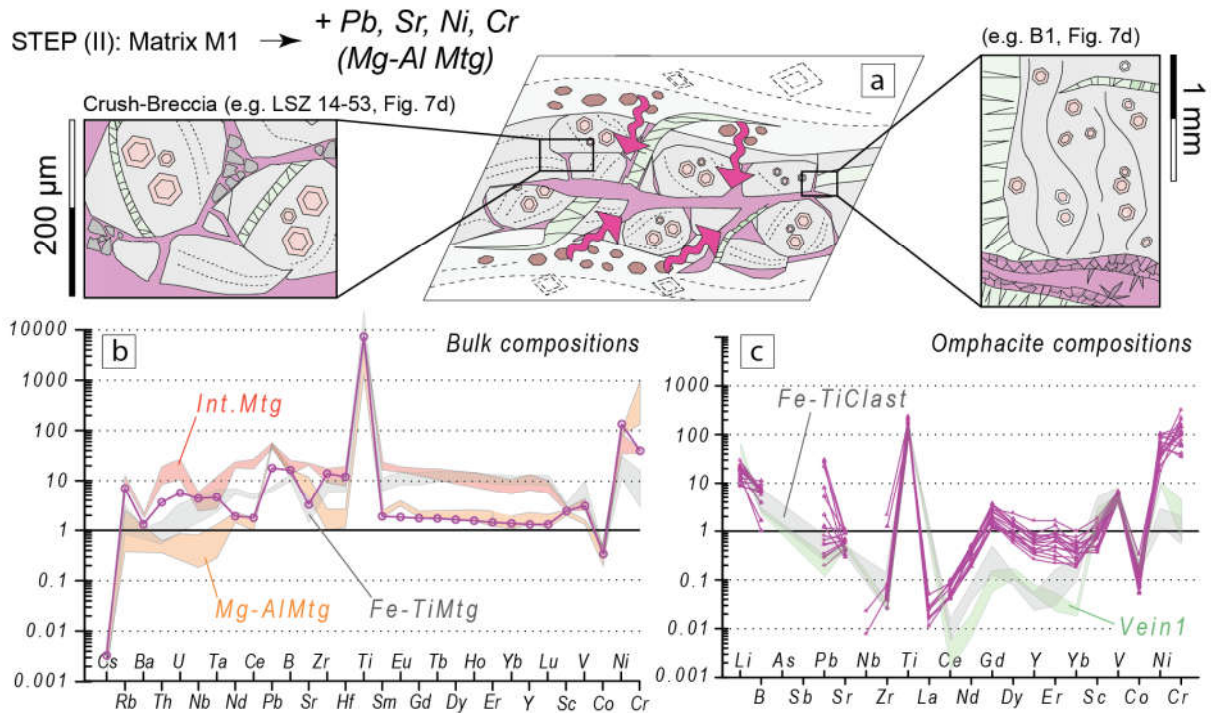 STEP (II): Matrix M1 → + Pb, Sr, Ni, Cr
(Mg-Al Mtg)
(e.g. B1, Fig. 7d)
Crush-Breccia (e.g. LSZ 14-53, Fig. 7d)
a
200 µm
1 mm
b
Bulk compositions
10000
1000
100
10
1
0.1
0.01
0.001
Int.Mtg
Mg-AlMtg
Fe-TiMtg
Cs Ba U Ta Ce B Zr Ti Eu Tb Ho Yb Lu V Ni
Rb Th Nb Nd Pb Sr Hf Sm Gd Dy Er Y Sc Co Cr
c
Omphacite compositions
1000
100
10
1
0.1
0.01
0.001
Fe-TiClast
Vein1
Li As Pb Nb Ti Ce Gd Y Yb V Ni
B Sb Sr Zr La Nd Dy Er Sc Co Cr